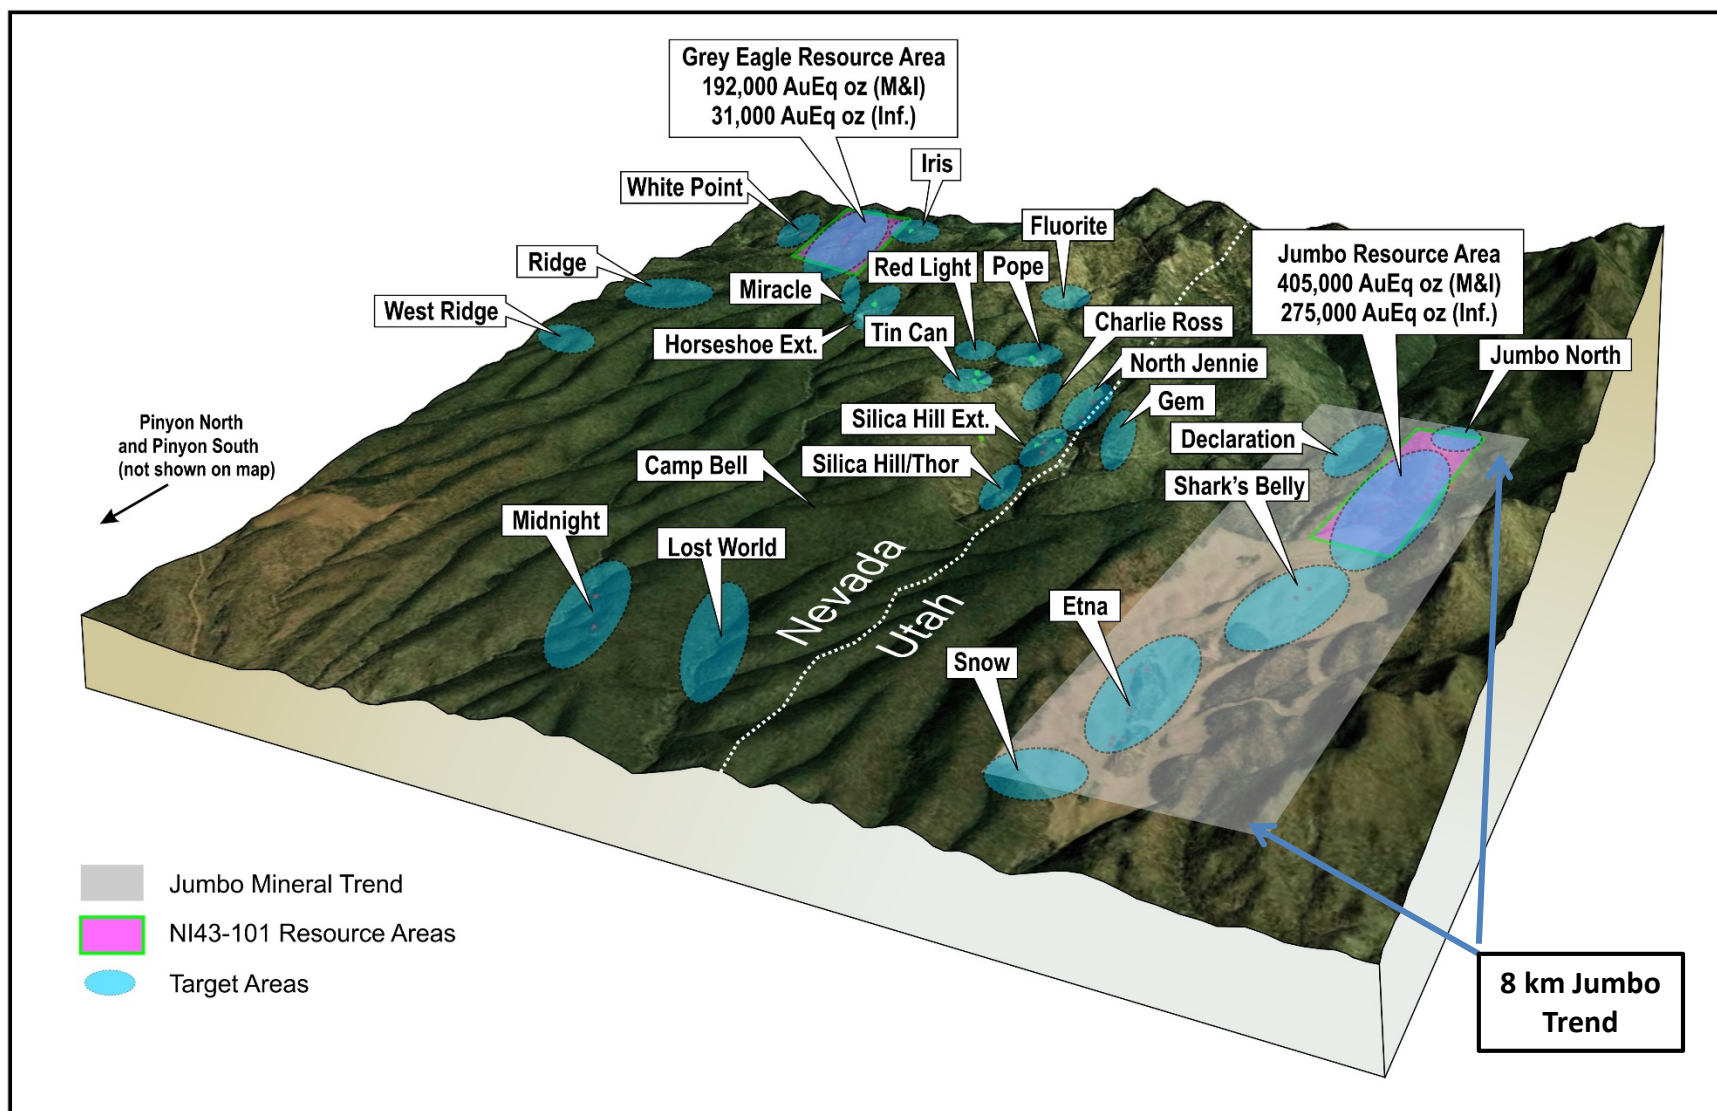 Grey Eagle Resource Area
192,000 AuEq oz (M&I)
31,000 AuEq oz (Inf.)
Iris
White Point
Fluorite
Ridge
Red Light
Pope
Jumbo Resource Area
405,000 AuEq oz (M&I)
275,000 AuEq oz (Inf.)
Miracle
West Ridge
Horseshoe Ext.
Tin Can
Charlie Ross
North Jennie
Jumbo North
Gem
Silica Hill Ext.
Declaration
Pinyon North
and Pinyon South
(not shown on map)
Camp Bell
Silica Hill/Thor
Shark's Belly
Midnight
Lost World
Nevada
Utah
Etna
Snow
Jumbo Mineral Trend
NI43-101 Resource Areas
Target Areas
8 km Jumbo
Trend